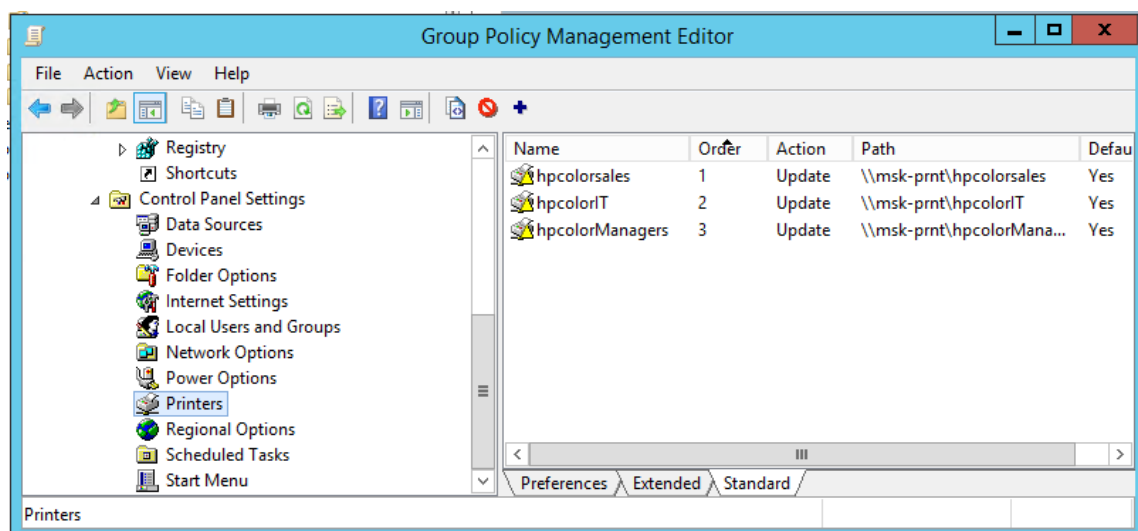 Group Policy Management Editor
File Action View Help
Registry
Shortcuts
Control Panel Settings
Data Sources
Devices
Folder Options
Internet Settings
Local Users and Groups
Network Options
Power Options
Printers
Regional Options
Scheduled Tasks
Start Menu
Name Order Action Path Defau
hpcolorsales 1 Update \\msk-prnt\hpcolorsales Yes
hpcolorIT 2 Update \\msk-prnt\hpcolorIT Yes
hpcolorManagers 3 Update \\msk-prnt\hpcolorMana... Yes
Preferences Extended Standard
Printers